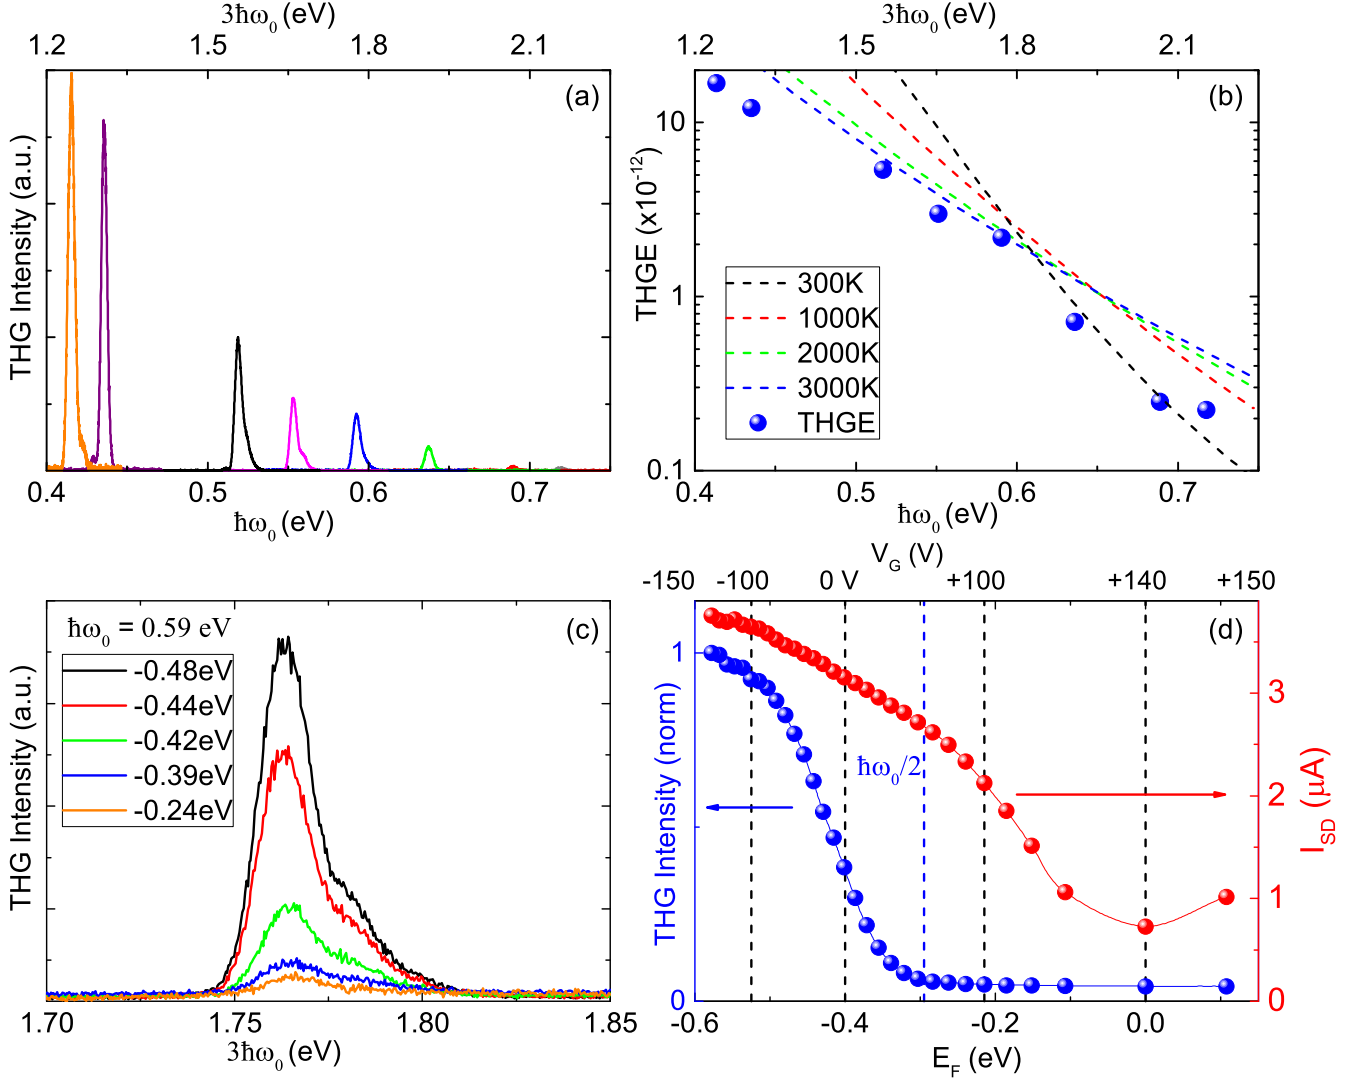 3ħω₀ (eV)
1.2 1.5 1.8 2.1
(a)
THG Intensity (a.u.)
0.4 0.5 0.6 0.7
ħω₀ (eV)
3ħω₀ (eV)
1.2 1.5 1.8 2.1
(b)
THGE (x10⁻¹²)
10
1
0.1
300K
1000K
2000K
3000K
THGE
0.4 0.5 0.6 0.7
ħω₀ (eV)
(c)
ħω₀ = 0.59 eV
-0.48eV
-0.44eV
-0.42eV
-0.39eV
-0.24eV
THG Intensity (a.u.)
1.70 1.75 1.80 1.85
3ħω₀ (eV)
V_G (V)
-150 -100 0 V +100 +140 +150
(d)
THG Intensity (norm)
1
0
ħω₀/2
3
2
1
0
I_SD (μA)
-0.6 -0.4 -0.2 0.0
E_F (eV)